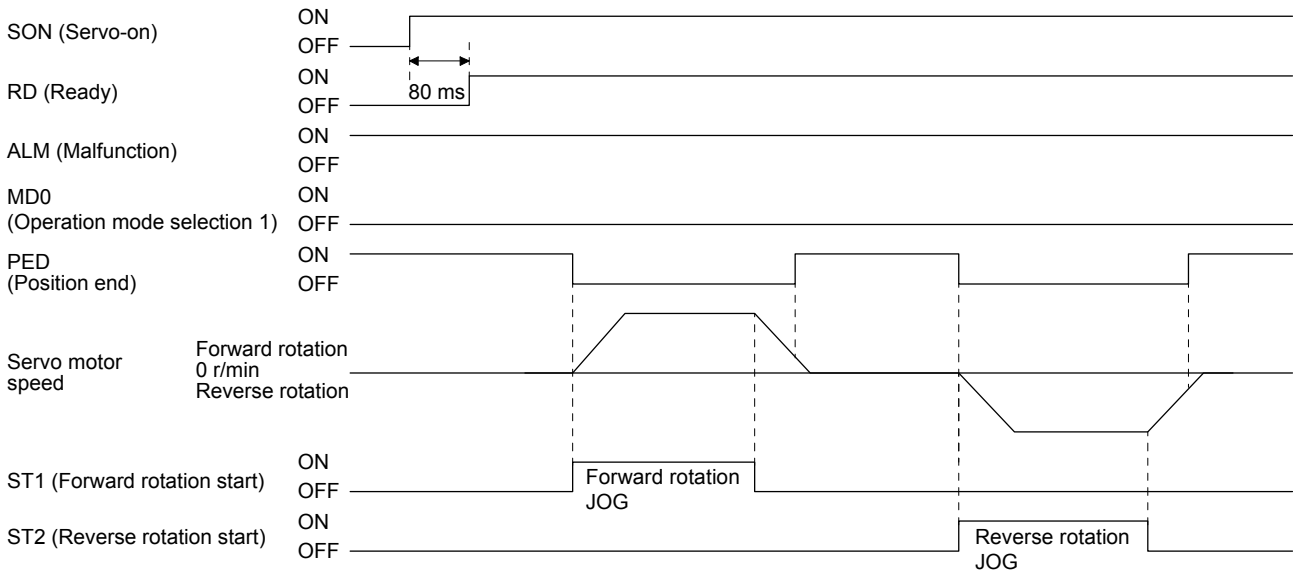 SON (Servo-on)
ON
OFF
RD (Ready)
ON
OFF
80 ms
ALM (Malfunction)
ON
OFF
MD0
(Operation mode selection 1)
ON
OFF
PED
(Position end)
ON
OFF
Servo motor
speed
Forward rotation
0 r/min
Reverse rotation
ST1 (Forward rotation start)
ON
OFF
Forward rotation
JOG
ST2 (Reverse rotation start)
ON
OFF
Reverse rotation
JOG